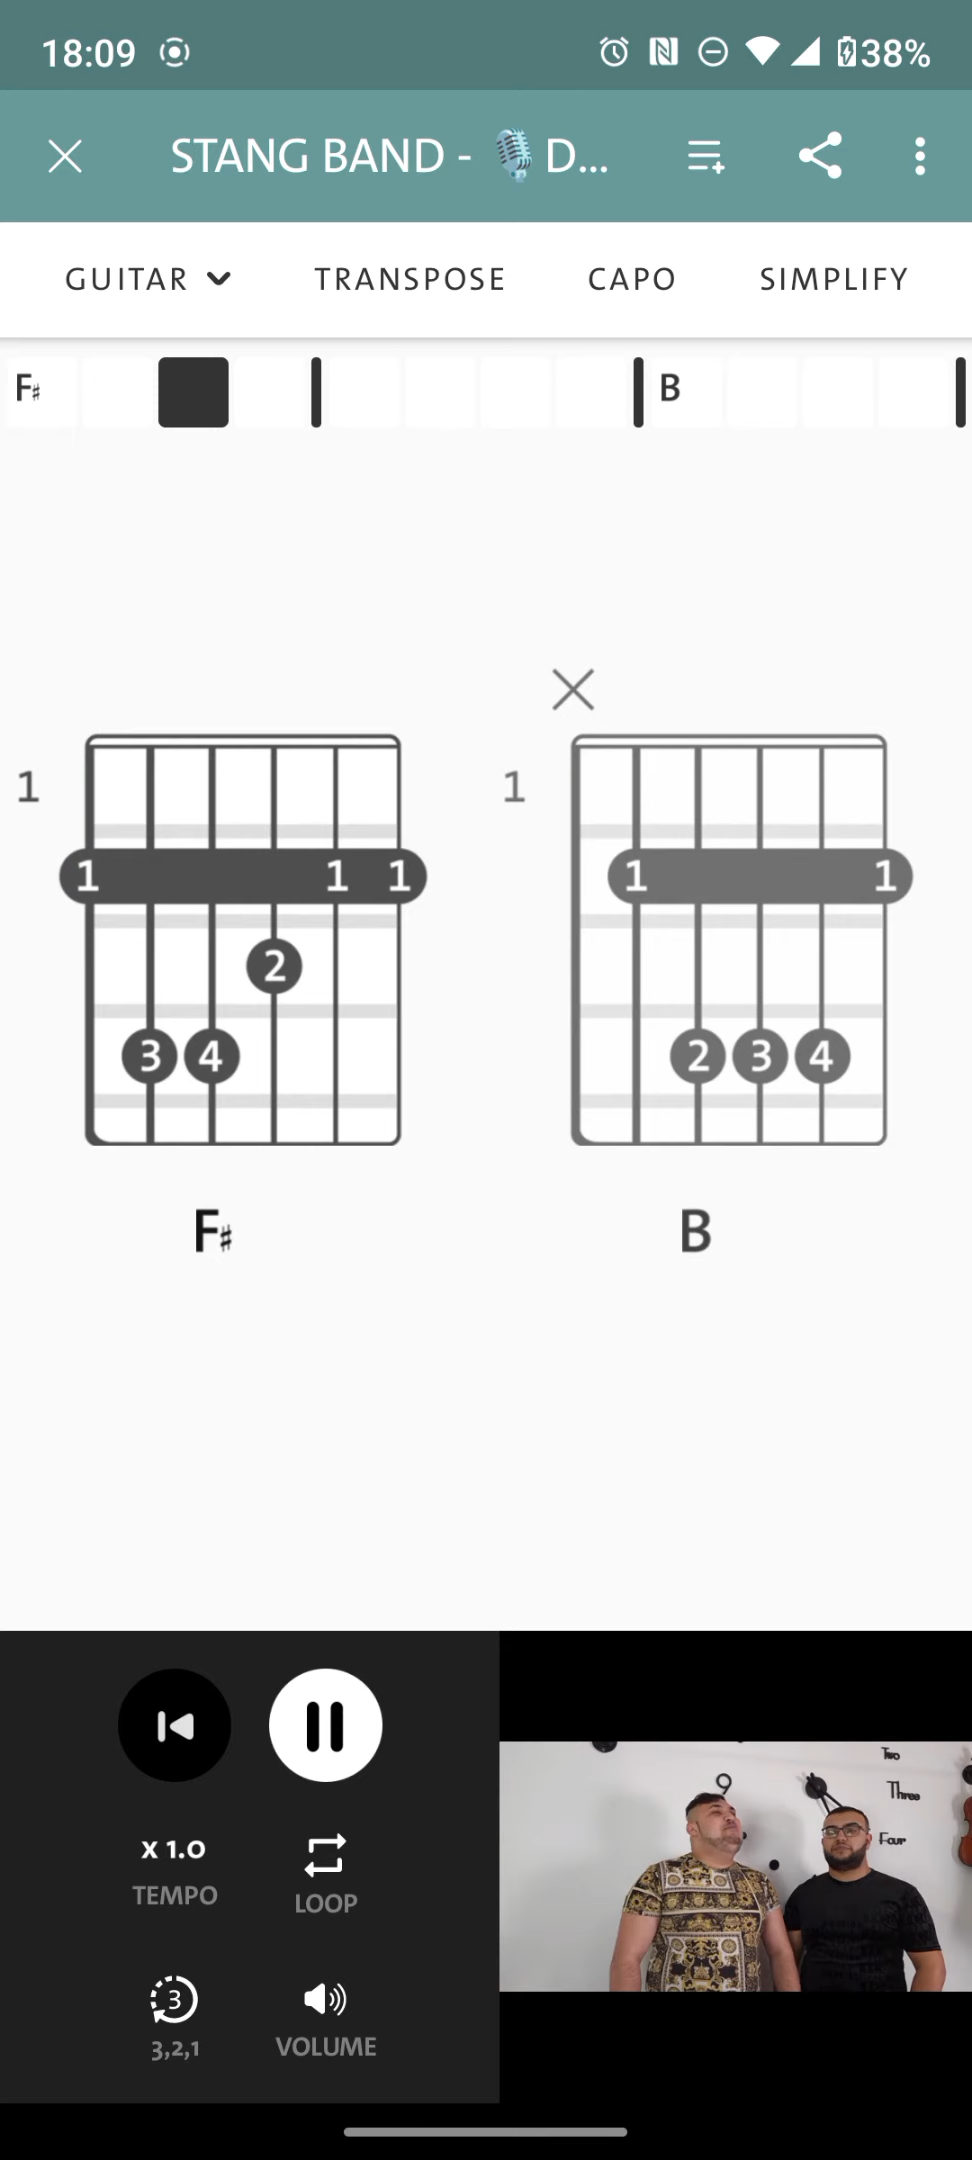 18:09 38%
STANG BAND - 🎙️D...
GUITAR TRANSPOSE CAPO SIMPLIFY
F♯ B
1 1 1 1
2
3 4
F♯
1 1 1
2 3 4
B
X 1.0
TEMPO LOOP
3
3,2,1 VOLUME
9
Two
Three
Four